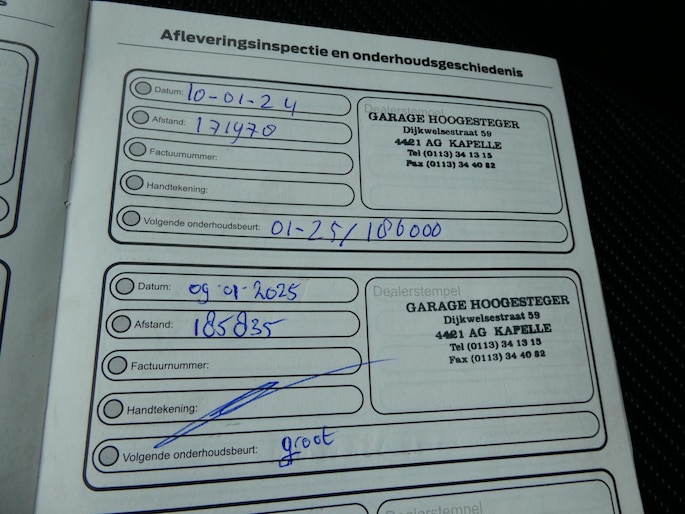 Afleveringsinspectie en onderhoudsgeschiedenis
Datum: 10-01-24
Afstand: 171970
Factuurnummer:
Handtekening:
Volgende onderhoudsbeurt: 01-25/186000
Dealerstempel
GARAGE HOOGESTEGER
Dijkwelsestraat 59
4421 AG KAPELLE
Tel (0113) 34 13 15
Fax (0113) 34 40 82
Datum: 09-01-2025
Afstand: 185835
Factuurnummer:
Handtekening:
Volgende onderhoudsbeurt: groot
Dealerstempel
GARAGE HOOGESTEGER
Dijkwelsestraat 59
4421 AG KAPELLE
Tel (0113) 34 13 15
Fax (0113) 34 40 82
Dealerstempel